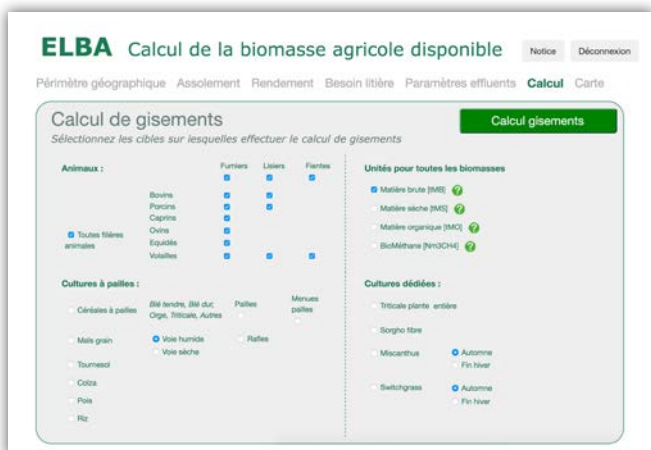 ELBA Calcul de la biomasse agricole disponible
Notice Déconnexion
Périmètre géographique Assolement Rendement Besoin litière Paramètres effluents Calcul Carte
Calcul de gisements
Calcul gisements
Sélectionnez les cibles sur lesquelles effectuer le calcul de gisements
Animaux :
Fumiers Lisiers Fientes
Bovins
Porcins
Caprins
Ovins
Equidés
Volailles
Toutes filières
animales
Unités pour toutes les biomasses
Matière brute [tMB] ?
Matière sèche [tMS] ?
Matière organique [tMO] ?
BioMéthane [Nm3CH4] ?
Cultures à pailles :
Céréales à pailles
Blé tendre, Blé dur,
Orge, Triticale, Autres
Pailles
Menues
pailles
Maïs grain
Voie humide
Voie sèche
Rafles
Tournesol
Colza
Pois
Riz
Cultures dédiées :
Triticale plante entière
Sorgho fibre
Miscanthus
Automne
Fin hiver
Switchgrass
Automne
Fin hiver